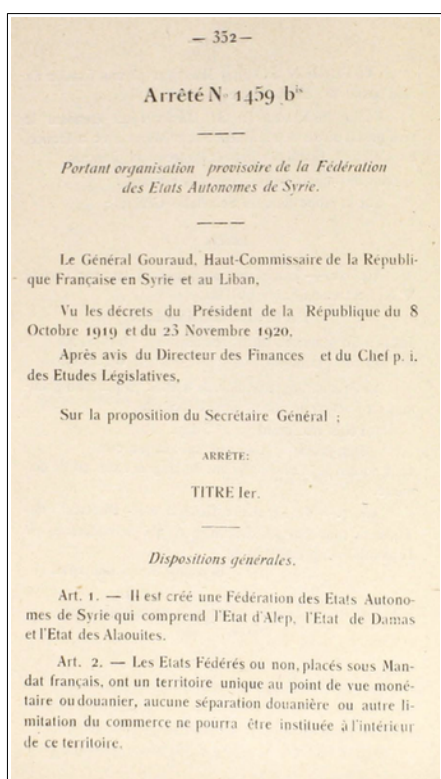 — 352 —
Arrêté N° 1459 bis
Portant organisation provisoire de la Fédération
des Etats Autonomes de Syrie.
Le Général Gouraud, Haut-Commissaire de la Républi-
que Française en Syrie et au Liban,
Vu les décrets du Président de la République du 8
Octobre 1919 et du 23 Novembre 1920,
Après avis du Directeur des Finances et du Chef p. i.
des Etudes Législatives,
Sur la proposition du Secrétaire Général ;
ARRÊTE:
TITRE Ier.
Dispositions générales.
Art. 1. — Il est créé une Fédération des Etats Autono-
mes de Syrie qui comprend l'Etat d'Alep, l'Etat de Damas
et l'Etat des Alaouites.
Art. 2. — Les Etats Fédérés ou non, placés sous Man-
dat français, ont un territoire unique au point de vue moné-
taire ou douanier, aucune séparation douanière ou autre li-
mitation du commerce ne pourra être instituée à l'intérieur
de ce territoire.